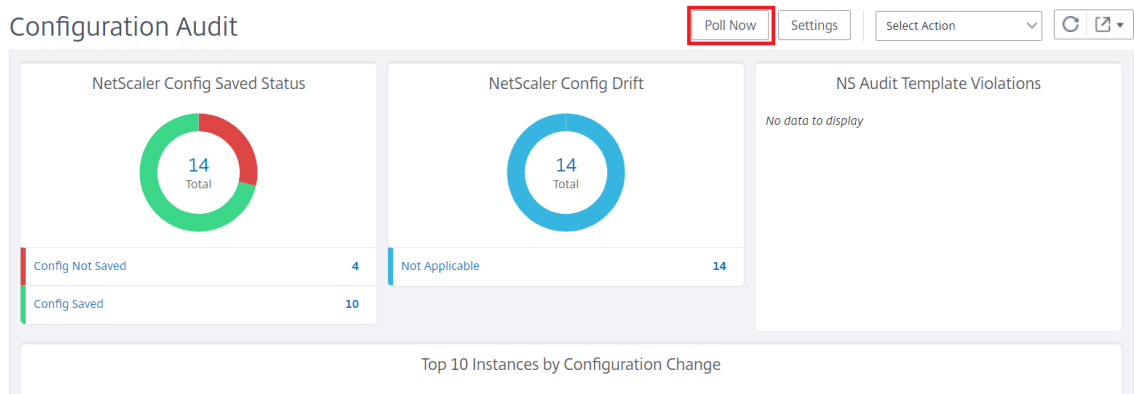 Configuration Audit
Poll Now
Settings
Select Action
NetScaler Config Saved Status
14
Total
Config Not Saved 4
Config Saved 10
NetScaler Config Drift
14
Total
Not Applicable 14
NS Audit Template Violations
No data to display
Top 10 Instances by Configuration Change